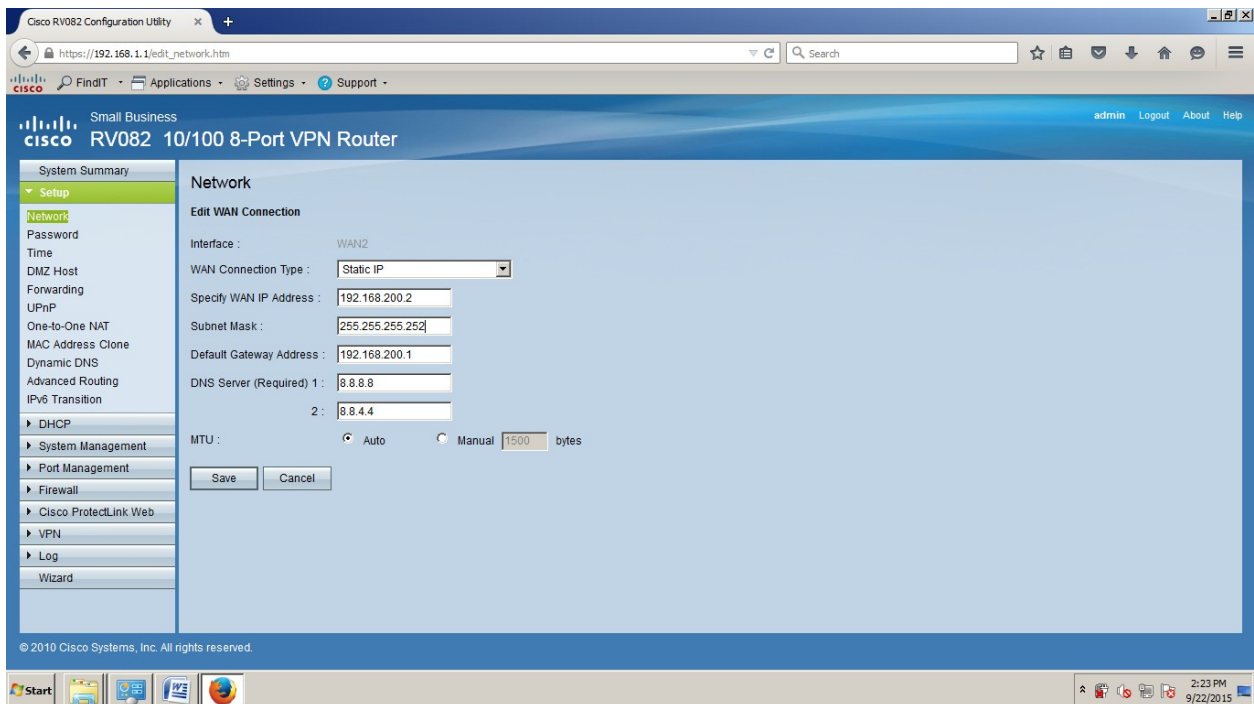 Cisco RV082 Configuration Utility
https://192.168.1.1/edit_network.htm
Search
CISCO FindIT Applications Settings Support
Small Business
CISCO RV082 10/100 8-Port VPN Router
admin Logout About Help
System Summary
Setup
Network
Password
Time
DMZ Host
Forwarding
UPnP
One-to-One NAT
MAC Address Clone
Dynamic DNS
Advanced Routing
IPv6 Transition
DHCP
System Management
Port Management
Firewall
Cisco ProtectLink Web
VPN
Log
Wizard
Network
Edit WAN Connection
Interface : WAN2
WAN Connection Type : Static IP
Specify WAN IP Address : 192.168.200.2
Subnet Mask : 255.255.255.252
Default Gateway Address : 192.168.200.1
DNS Server (Required) 1 : 8.8.8.8
2 : 8.8.4.4
MTU : Auto Manual 1500 bytes
Save Cancel
© 2010 Cisco Systems, Inc. All rights reserved.
Start
2:23 PM
9/22/2015